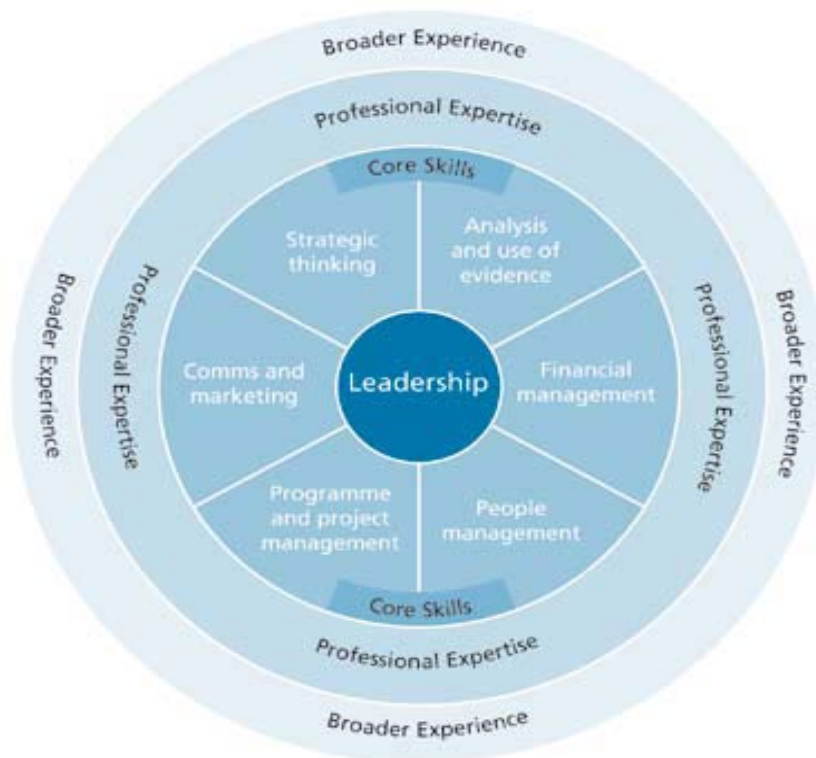 Broader Experience
Professional Expertise
Core Skills
Strategic
thinking
Analysis
and use of
evidence
Broader Experience
Professional Expertise
Comms and
marketing
Leadership
Financial
management
Professional Expertise
Broader Experience
Programme
and project
management
People
management
Core Skills
Professional Expertise
Broader Experience